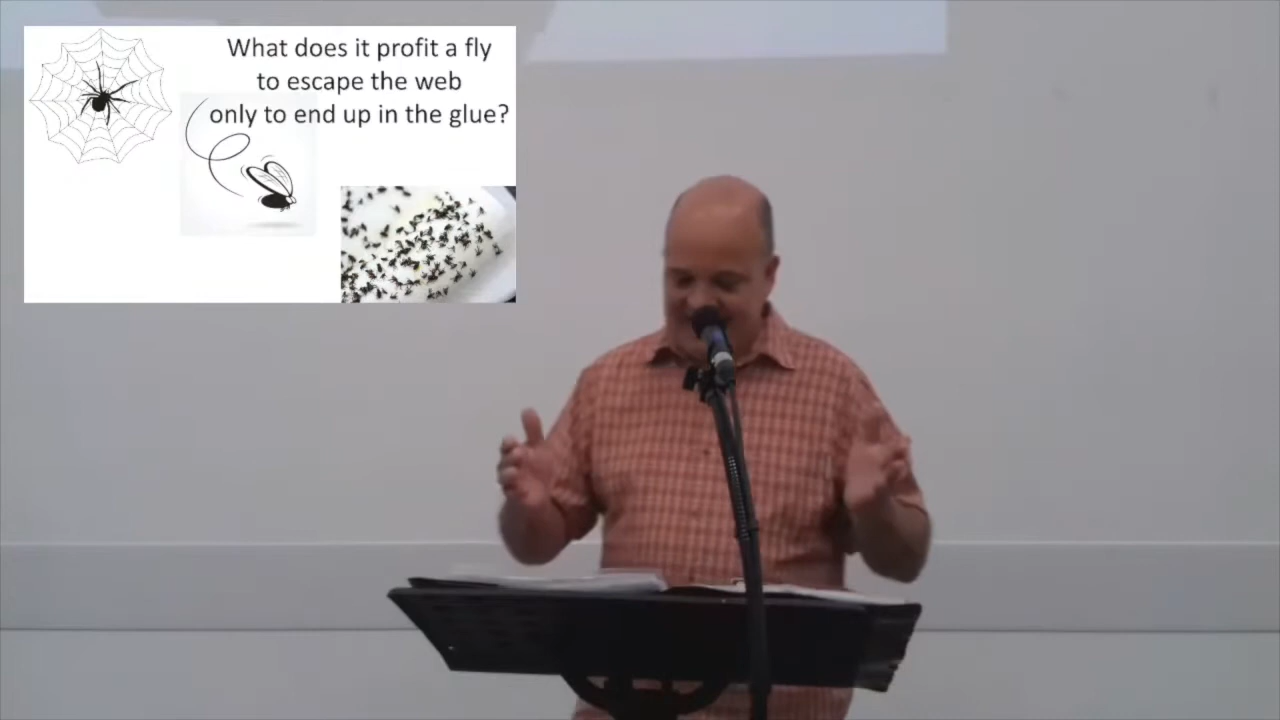 What does it profit a fly
to escape the web
only to end up in the glue?